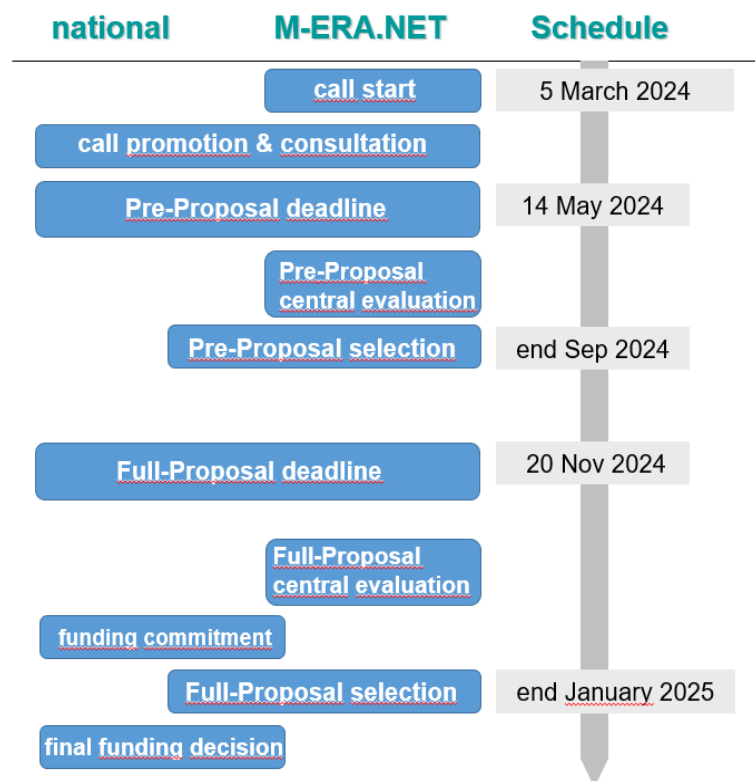 national M-ERA.NET Schedule
call start 5 March 2024
call promotion & consultation
Pre-Proposal deadline 14 May 2024
Pre-Proposal
central evaluation
Pre-Proposal selection end Sep 2024
Full-Proposal deadline 20 Nov 2024
Full-Proposal
central evaluation
funding commitment
Full-Proposal selection end January 2025
final funding decision